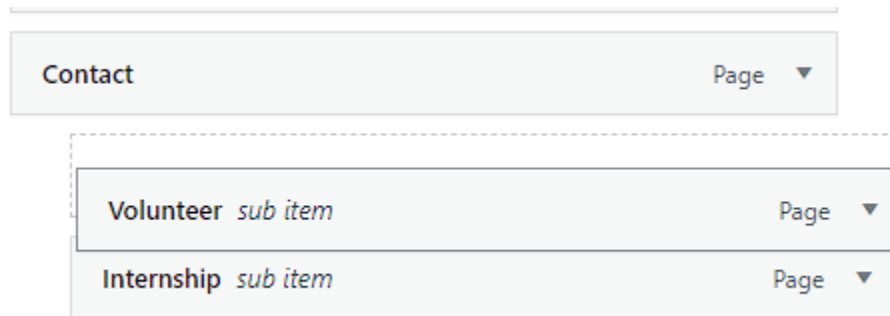 Contact Page
Volunteer sub item Page
Internship sub item Page